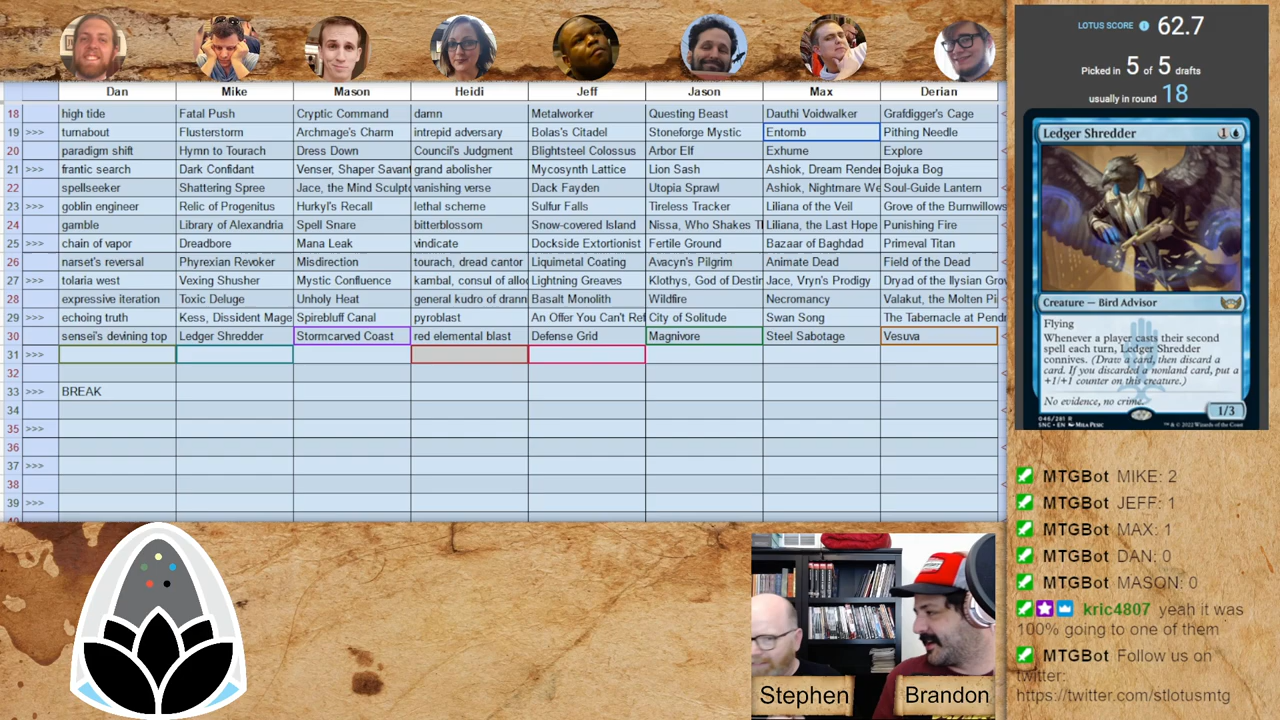 LOTUS SCORE 62.7
Picked in 5 of 5 drafts
usually in round 18
Dan Mike Mason Heidi Jeff Jason Max Derian
18 high tide Fatal Push Cryptic Command damn Metalworker Questing Beast Dauthi Voidwalker Grafdigger's Cage
19 >>> turnabout Flusterstorm Archmage's Charm intrepid adversary Bolas's Citadel Stoneforge Mystic Entomb Pithing Needle
20 paradigm shift Hymn to Tourach Dress Down Council's Judgment Blightsteel Colossus Arbor Elf Exhume Explore
21 >>> frantic search Dark Confidant Venser, Shaper Savant grand abolisher Mycosynth Lattice Lion Sash Ashiok, Dream Render Bojuka Bog
22 spellseeker Shattering Spree Jace, the Mind Sculpt vanishing verse Dack Fayden Utopia Sprawl Ashiok, Nightmare We Soul-Guide Lantern
23 >>> goblin engineer Relic of Progenitus Hurkyl's Recall lethal scheme Sulfur Falls Tireless Tracker Liliana of the Veil Grove of the Burnwillows
24 gamble Library of Alexandria Spell Snare bitterblossom Snow-covered Island Nissa, Who Shakes T Liliana, the Last Hope Punishing Fire
25 >>> chain of vapor Dreadbore Mana Leak vindicate Dockside Extortionist Fertile Ground Bazaar of Baghdad Primeval Titan
26 narset's reversal Phyrexian Revoker Misdirection tourach, dread cantor Liquimetal Coating Avacyn's Pilgrim Animate Dead Field of the Dead
27 >>> tolaria west Vexing Shusher Mystic Confluence kambal, consul of alloc Lightning Greaves Klothys, God of Destin Jace, Vryn's Prodigy Dryad of the Ilysian Gro
28 expressive iteration Toxic Deluge Unholy Heat general kudro of drann Basalt Monolith Wildfire Necromancy Valakut, the Molten Pi
29 >>> echoing truth Kess, Dissident Mage Spirebluff Canal pyroblast An Offer You Can't Ref City of Solitude Swan Song The Tabernacle at Pend
30 sensei's devining top Ledger Shredder Stormcarved Coast red elemental blast Defense Grid Magnivore Steel Sabotage Vesuva
31 >>>
32
33 >>> BREAK
34
35 >>>
36
37 >>>
38
39 >>>
Ledger Shredder 1
Creature — Bird Advisor
Flying
Whenever a player casts their second
spell each turn, Ledger Shredder
connives. (Draw a card, then discard a
card. If you discarded a nonland card, put a
+1/+1 counter on this creature.)
No evidence, no crime.
1/3
046/281 R
SNC • EN
MTGBot MIKE: 2
MTGBot JEFF: 1
MTGBot MAX: 1
MTGBot DAN: 0
MTGBot MASON: 0
kric4807 yeah it was
100% going to one of them
MTGBot Follow us on
twitter:
https://twitter.com/stlotusmtg
Stephen
Brandon